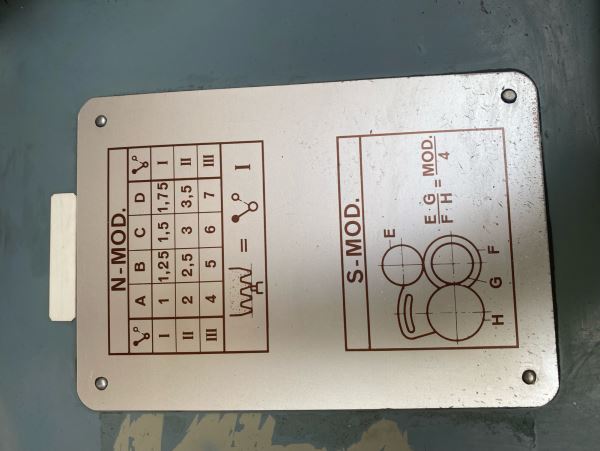 N-MOD.
A B C D
I 1 1,25 1,5 1,75 I
II 2 2,5 3 3,5 II
III 4 5 6 7 III
= I
S-MOD.
E G / F H = MOD. / 4
E
F
G
H